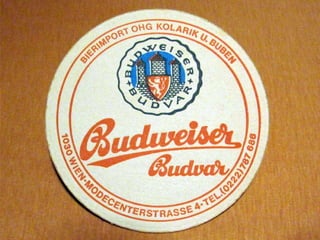 BIERIMPORT OHG KOLARIK U. BUBEN
BUDWEISER
BUDVAR
Budweiser
Budvar
1030 WIEN • MODECENTERSTRASSE 4 • TEL. (0222) 787 686